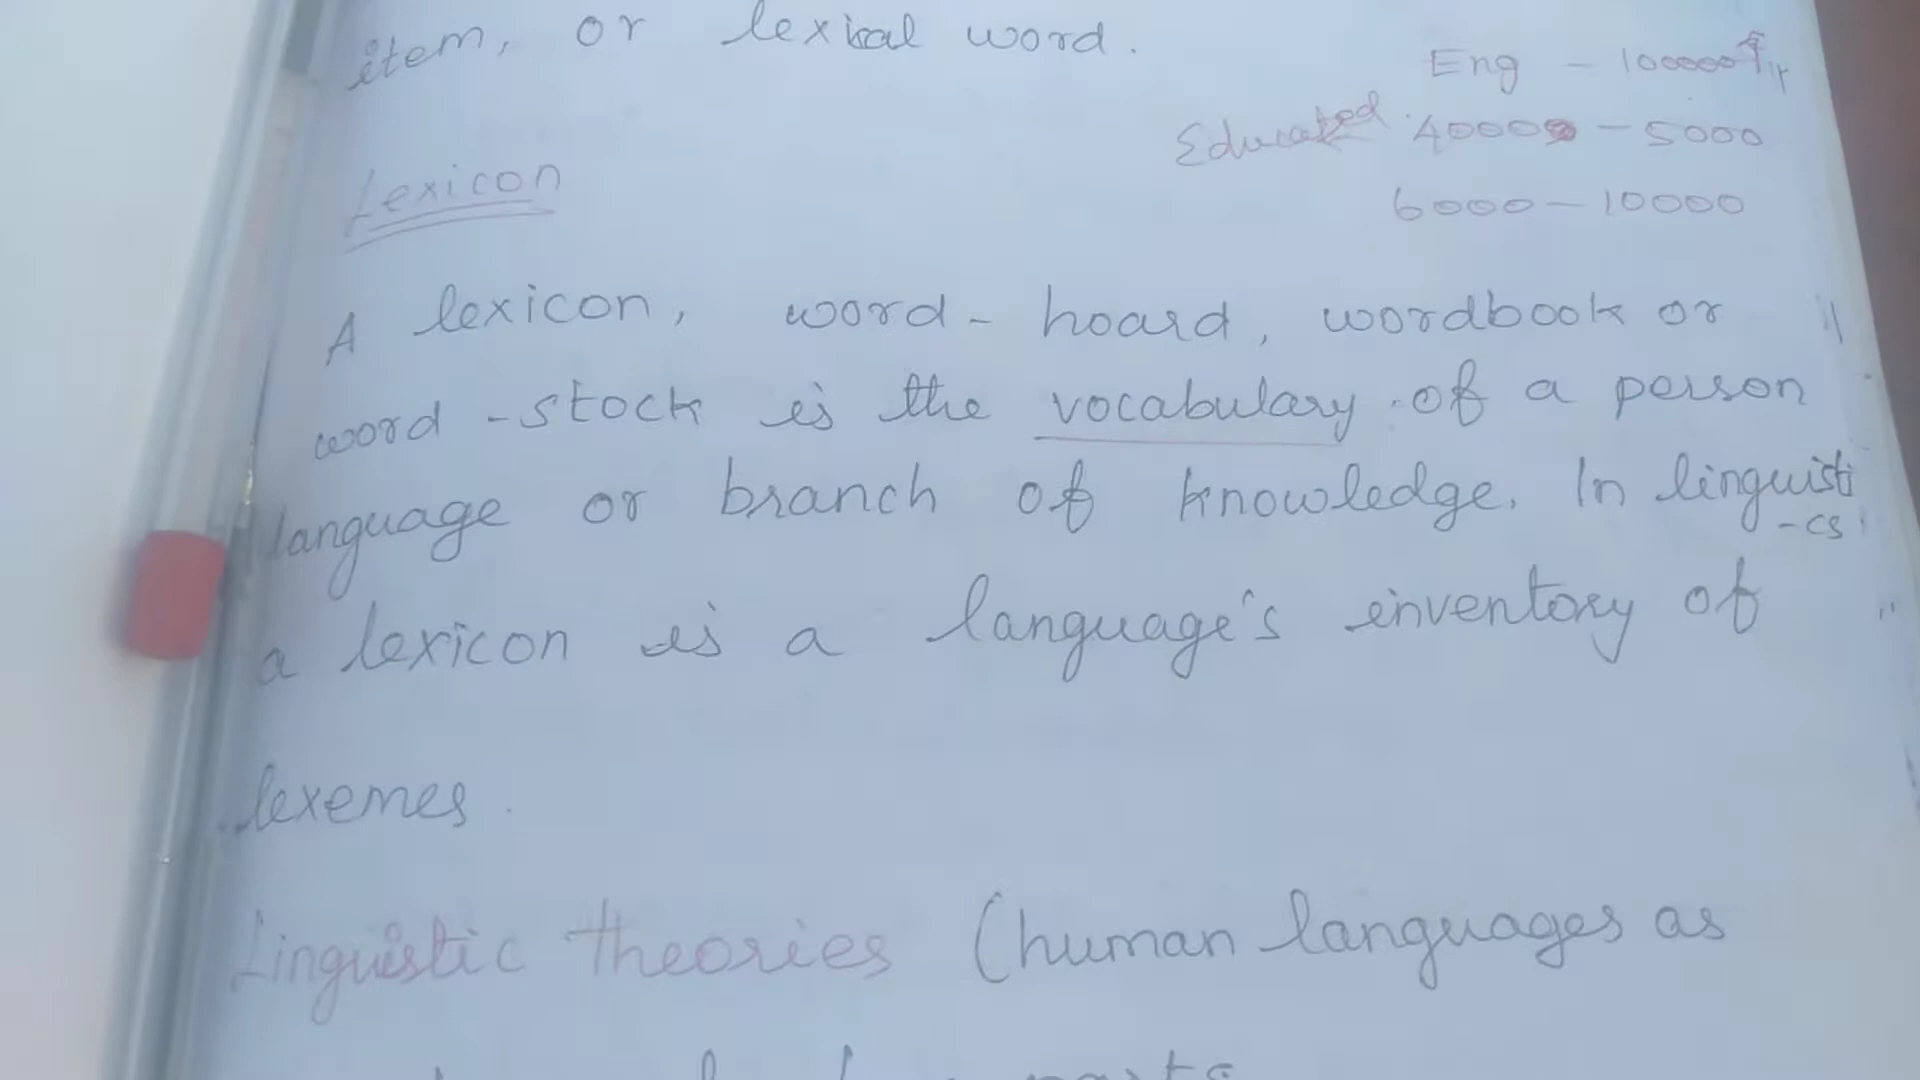 item, or lexical word.
Eng - 100000
Educated 4000 - 5000
6000 - 10000
Lexicon
A lexicon, word - hoard, wordbook or
word - stock is the vocabulary of a person
language or branch of knowledge. In linguisti
-cs
a lexicon is a language's inventory of
lexemes.
Linguistic theories (human languages as